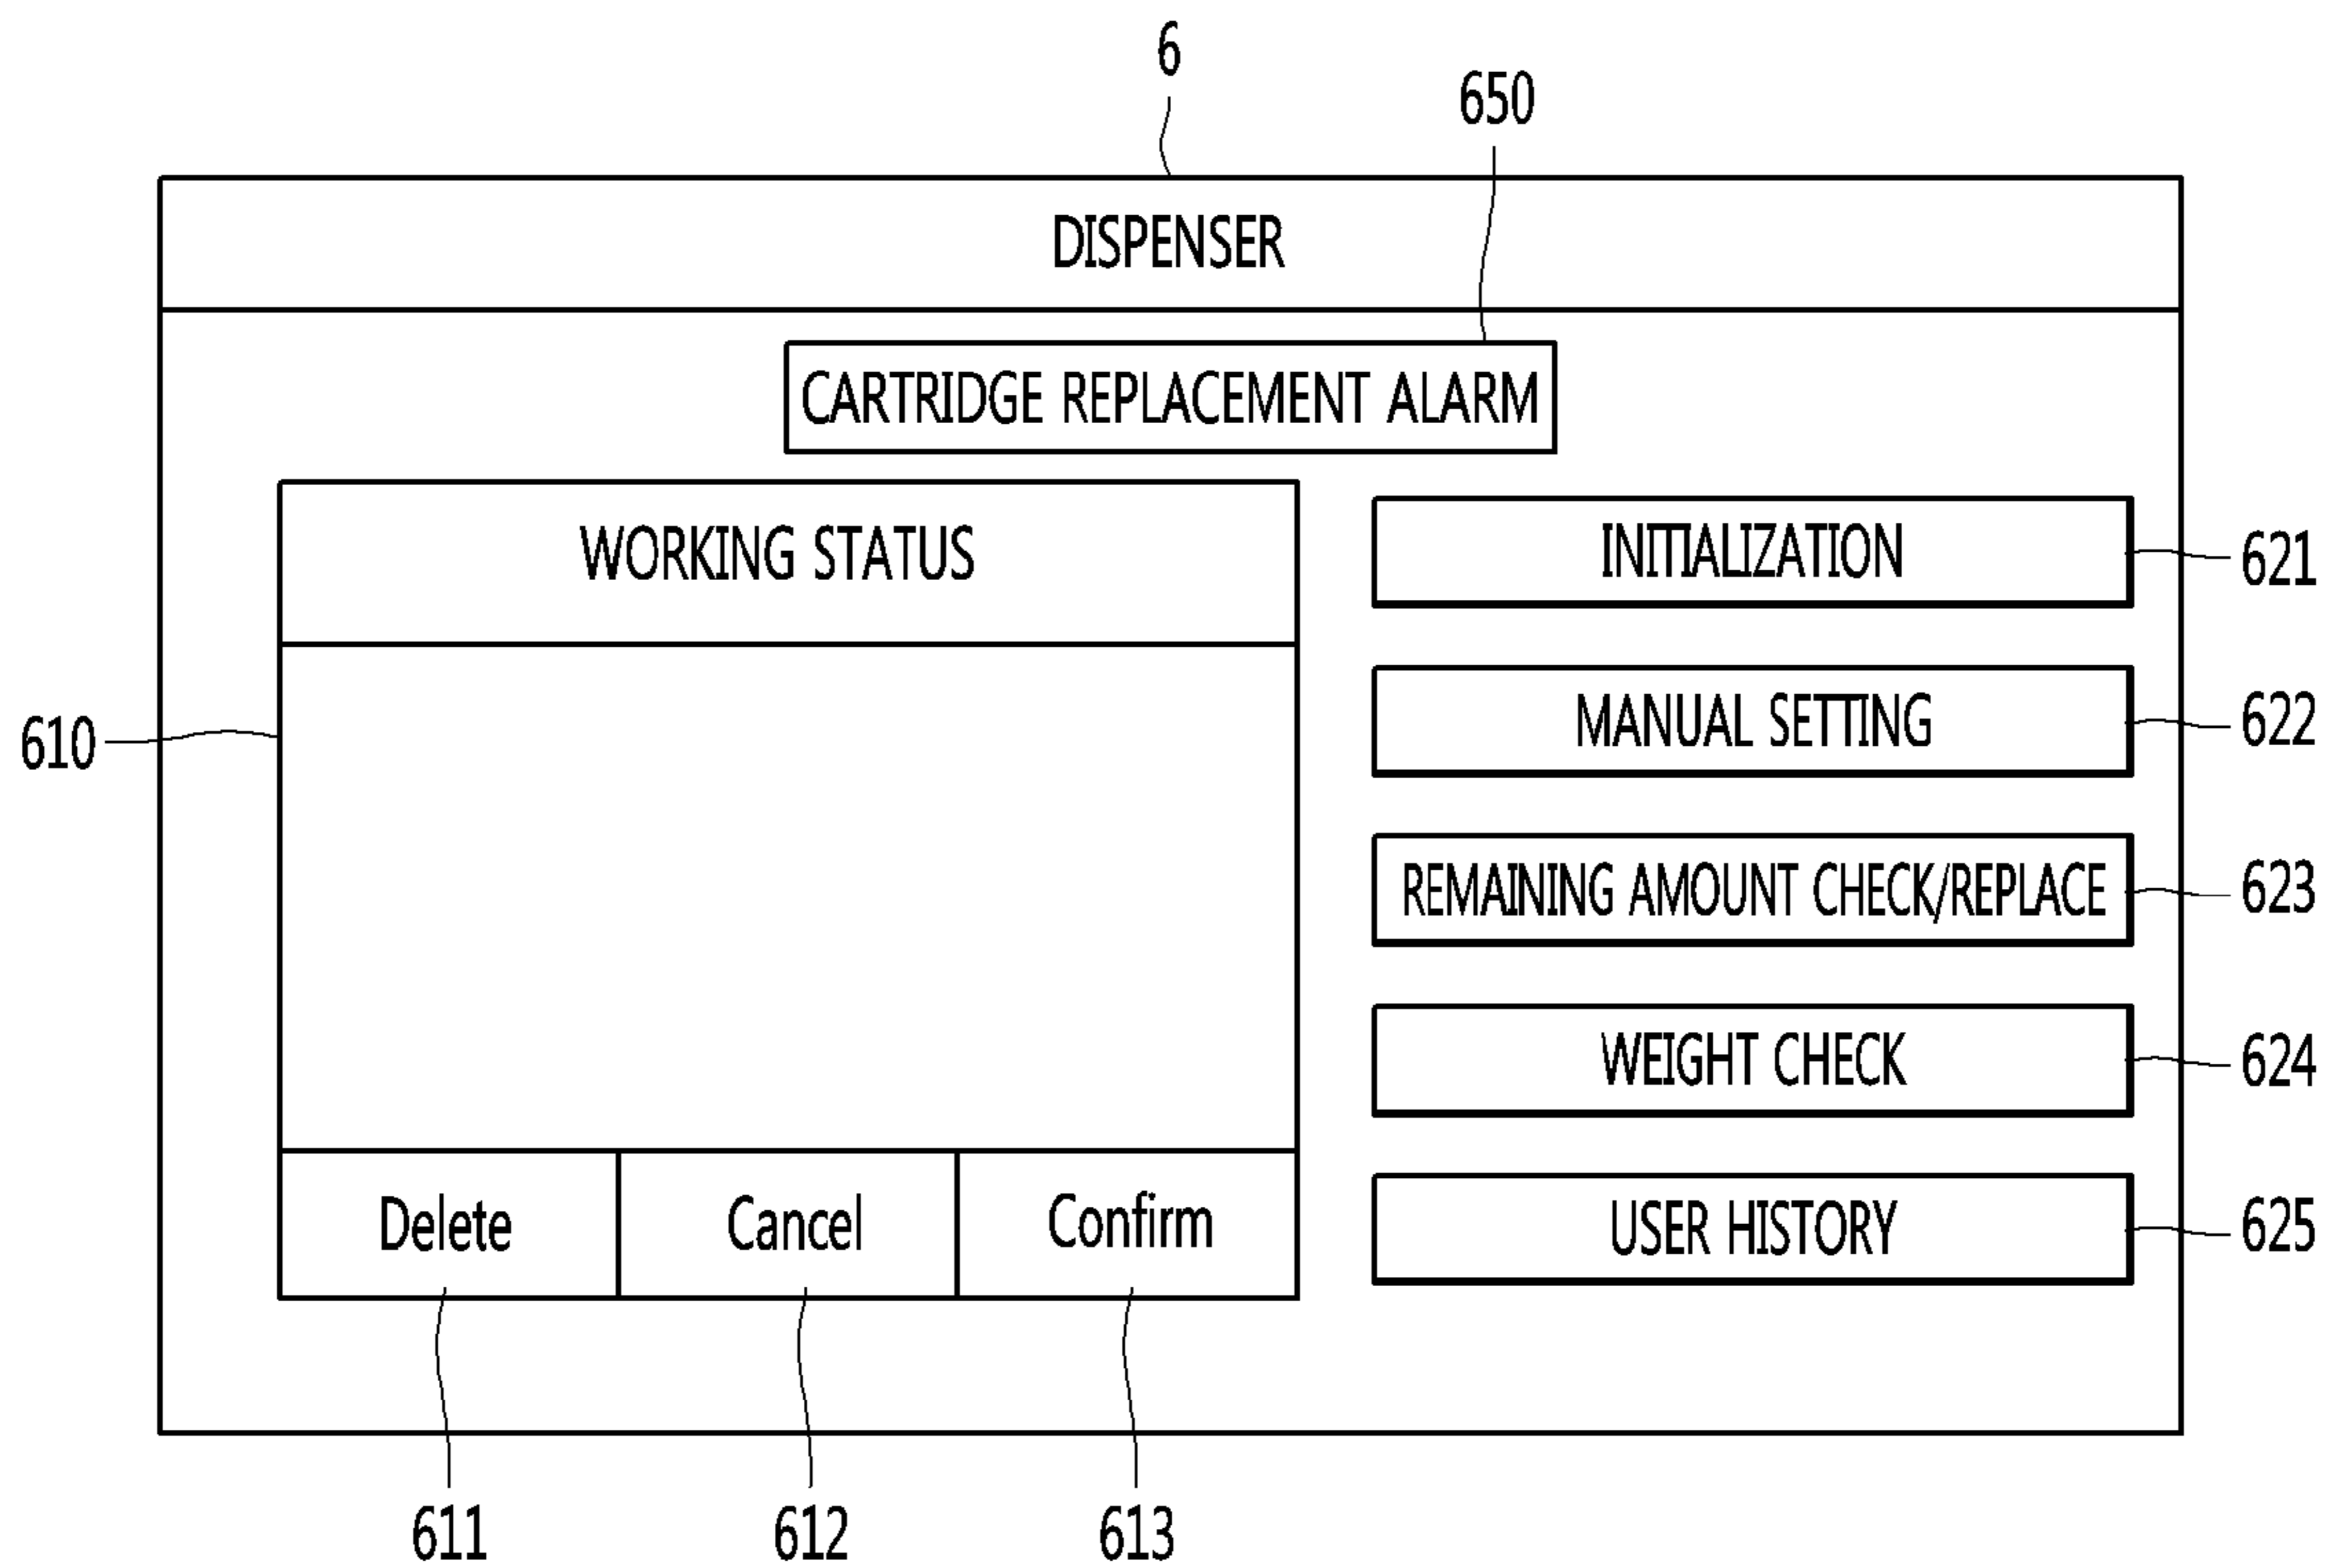 6
650
DISPENSER
CARTRIDGE REPLACEMENT ALARM
WORKING STATUS
610
Delete
Cancel
Confirm
611
612
613
INITIALIZATION
621
MANUAL SETTING
622
REMAINING AMOUNT CHECK/REPLACE
623
WEIGHT CHECK
624
USER HISTORY
625